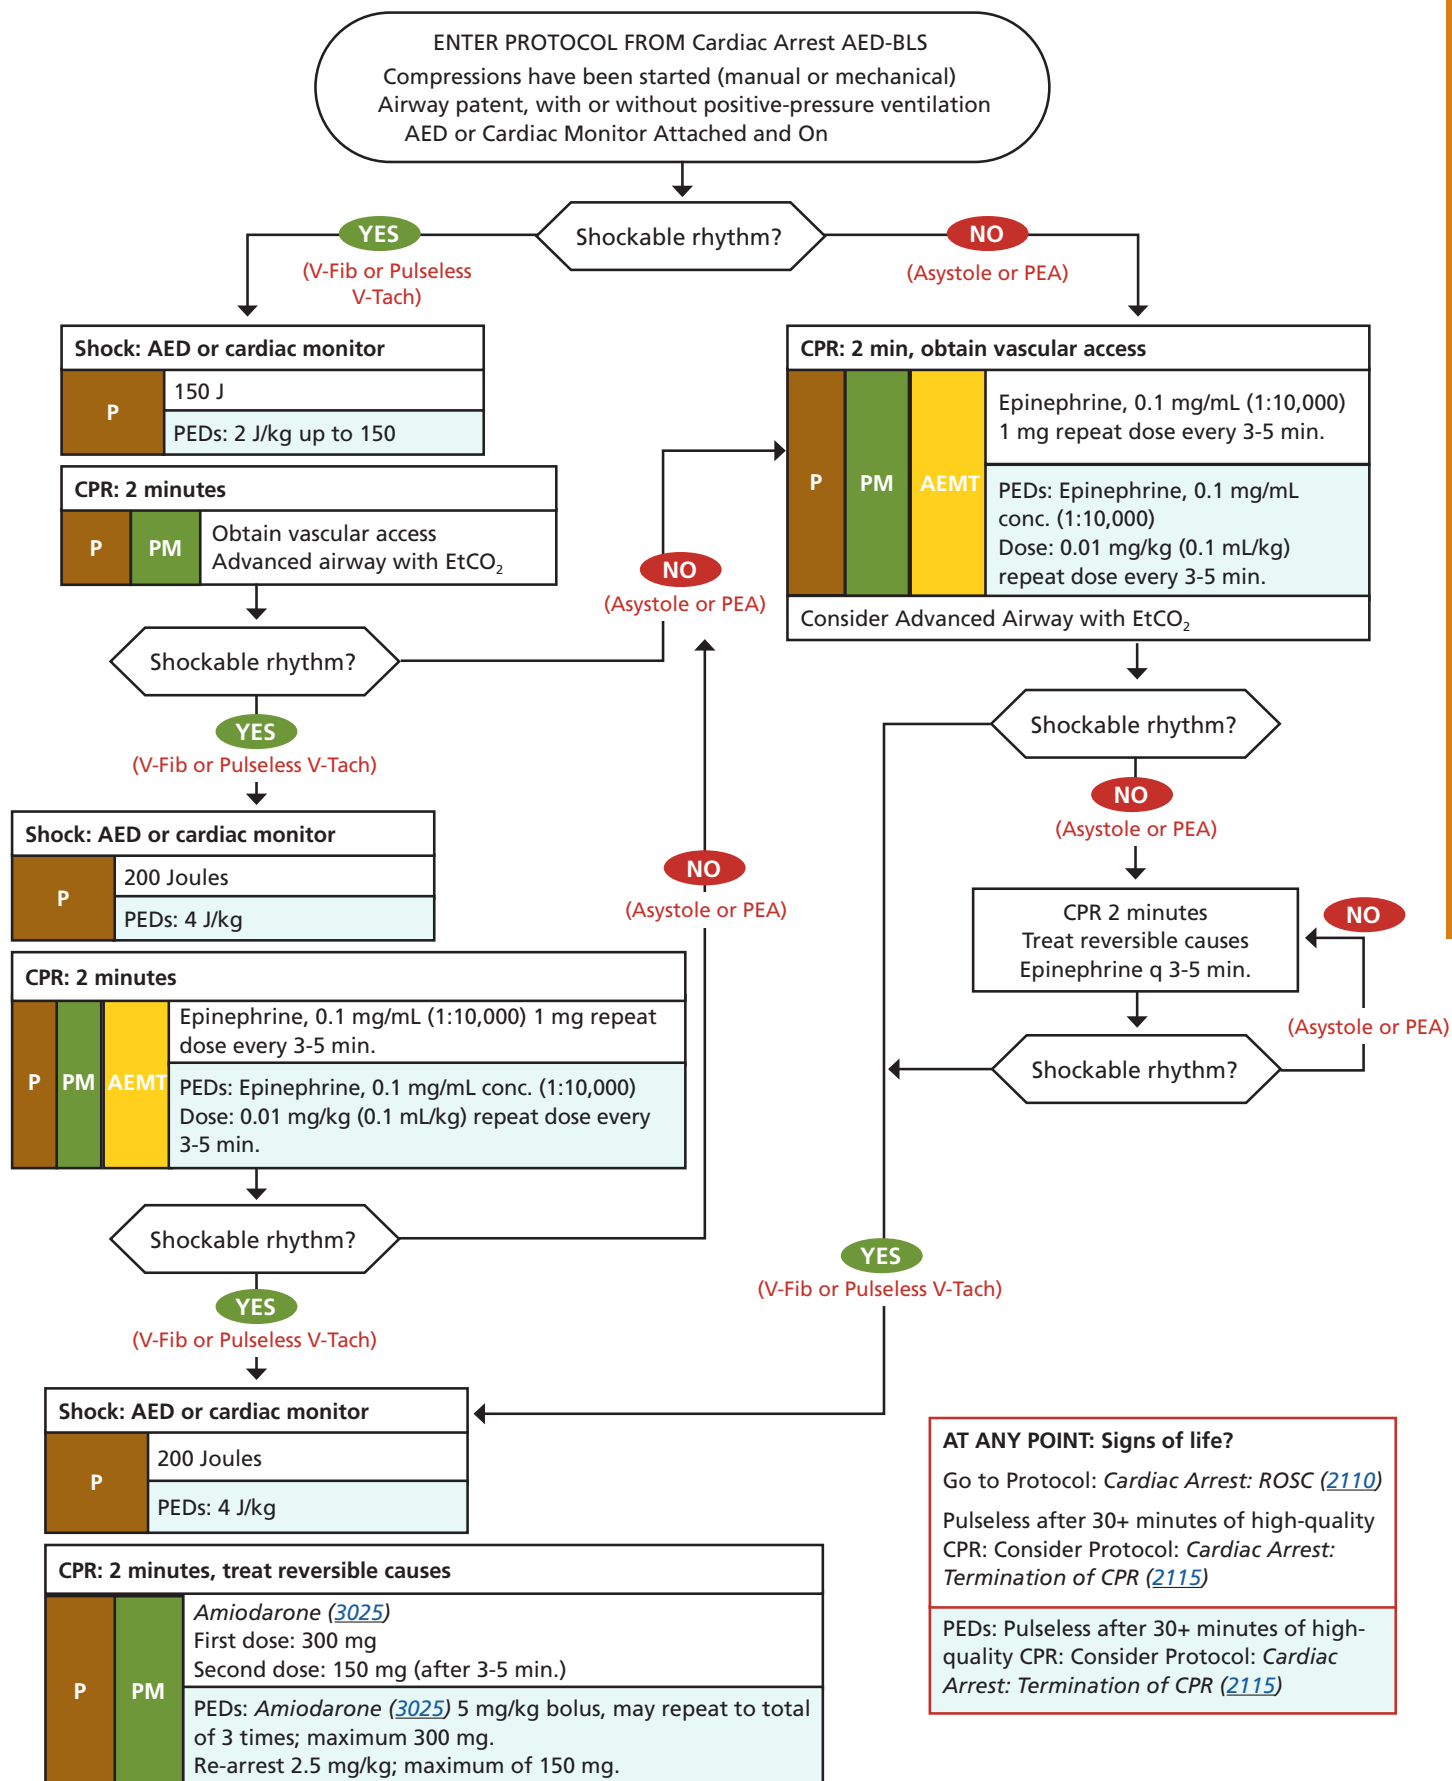 ENTER PROTOCOL FROM Cardiac Arrest AED-BLS
Compressions have been started (manual or mechanical)
Airway patent, with or without positive-pressure ventilation
AED or Cardiac Monitor Attached and On
Shockable rhythm?
YES
(V-Fib or Pulseless
V-Tach)
NO
(Asystole or PEA)
Shock: AED or cardiac monitor
P
150 J
PEDs: 2 J/kg up to 150
CPR: 2 minutes
P
PM
Obtain vascular access
Advanced airway with EtCO₂
Shockable rhythm?
NO
(Asystole or PEA)
YES
(V-Fib or Pulseless V-Tach)
Shock: AED or cardiac monitor
P
200 Joules
PEDs: 4 J/kg
CPR: 2 minutes
P
PM
AEMT
Epinephrine, 0.1 mg/mL (1:10,000) 1 mg repeat
dose every 3-5 min.
PEDs: Epinephrine, 0.1 mg/mL conc. (1:10,000)
Dose: 0.01 mg/kg (0.1 mL/kg) repeat dose every
3-5 min.
Shockable rhythm?
NO
(Asystole or PEA)
YES
(V-Fib or Pulseless V-Tach)
Shock: AED or cardiac monitor
P
200 Joules
PEDs: 4 J/kg
CPR: 2 minutes, treat reversible causes
P
PM
Amiodarone (3025)
First dose: 300 mg
Second dose: 150 mg (after 3-5 min.)
PEDs: Amiodarone (3025) 5 mg/kg bolus, may repeat to total
of 3 times; maximum 300 mg.
Re-arrest 2.5 mg/kg; maximum of 150 mg.
CPR: 2 min, obtain vascular access
P
PM
AEMT
Epinephrine, 0.1 mg/mL (1:10,000)
1 mg repeat dose every 3-5 min.
PEDs: Epinephrine, 0.1 mg/mL
conc. (1:10,000)
Dose: 0.01 mg/kg (0.1 mL/kg)
repeat dose every 3-5 min.
Consider Advanced Airway with EtCO₂
Shockable rhythm?
NO
(Asystole or PEA)
CPR 2 minutes
Treat reversible causes
Epinephrine q 3-5 min.
NO
(Asystole or PEA)
Shockable rhythm?
YES
(V-Fib or Pulseless V-Tach)
AT ANY POINT: Signs of life?
Go to Protocol: Cardiac Arrest: ROSC (2110)
Pulseless after 30+ minutes of high-quality
CPR: Consider Protocol: Cardiac Arrest:
Termination of CPR (2115)
PEDs: Pulseless after 30+ minutes of high-
quality CPR: Consider Protocol: Cardiac
Arrest: Termination of CPR (2115)